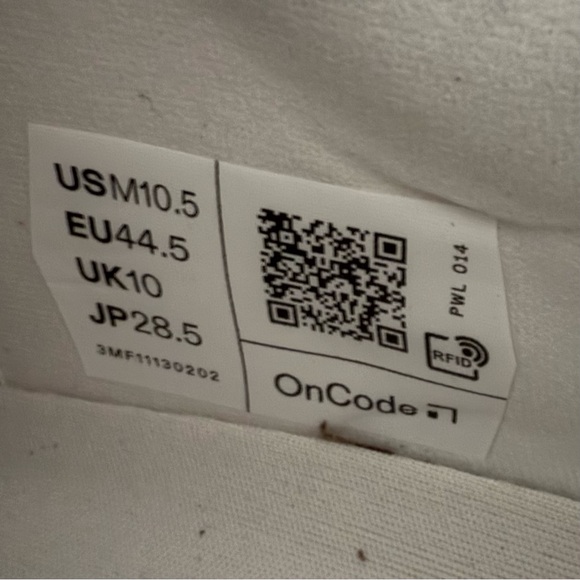 USM10.5
EU44.5
UK10
JP28.5
3MF11130202
PWL 014
RFID
OnCode